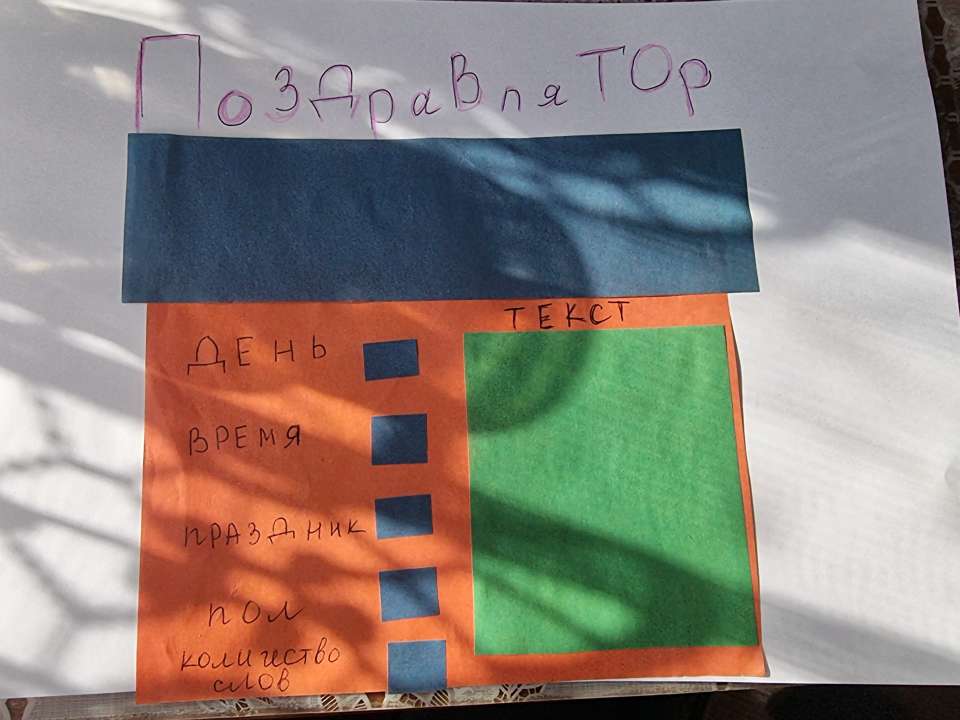 ПоЗДраВляТОр
ТЕКСТ
ДЕНЬ
ВРЕМЯ
ПРАЗДНИК
ПОЛ
количество
слов